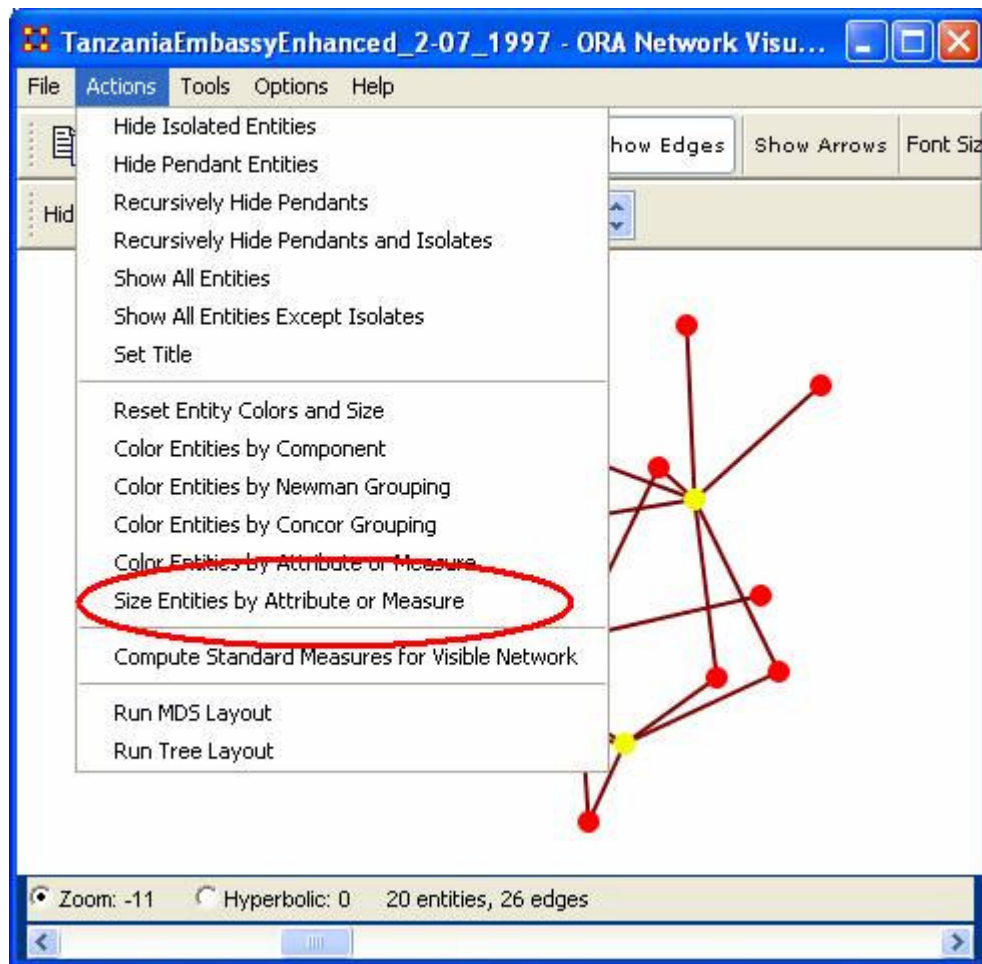 TanzaniaEmbassyEnhanced_2-07_1997 - ORA Network Visu...
File Actions Tools Options Help
Hide Isolated Entities
Hide Pendant Entities
Recursively Hide Pendants
Recursively Hide Pendants and Isolates
Show All Entities
Show All Entities Except Isolates
Set Title
Reset Entity Colors and Size
Color Entities by Component
Color Entities by Newman Grouping
Color Entities by Concor Grouping
Color Entities by Attribute or Measure
Size Entities by Attribute or Measure
Compute Standard Measures for Visible Network
Run MDS Layout
Run Tree Layout
how Edges Show Arrows Font Siz
Hid
Zoom: -11 Hyperbolic: 0 20 entities, 26 edges